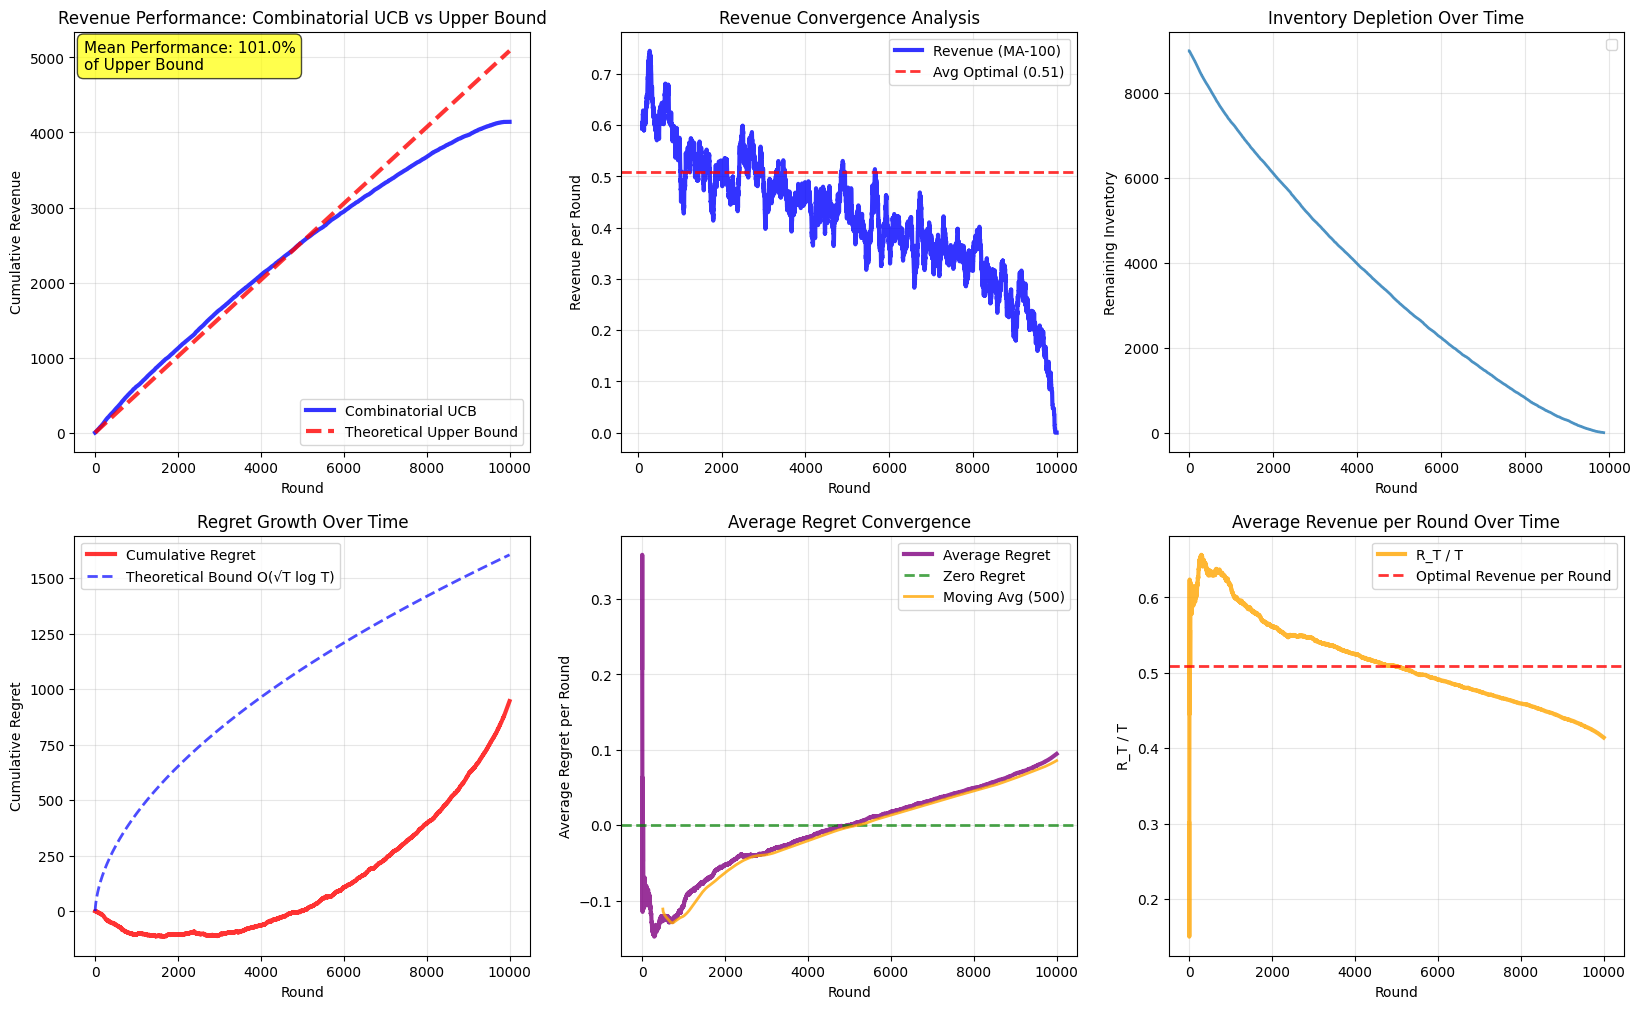 Revenue Performance: Combinatorial UCB vs Upper Bound
Mean Performance: 101.0%
of Upper Bound
5000
4000
3000
2000
1000
0
Cumulative Revenue
Combinatorial UCB
Theoretical Upper Bound
0 2000 4000 6000 8000 10000
Round
Revenue Convergence Analysis
Revenue (MA-100)
Avg Optimal (0.51)
0.7
0.6
0.5
0.4
0.3
0.2
0.1
0.0
Revenue per Round
0 2000 4000 6000 8000 10000
Round
Inventory Depletion Over Time
8000
6000
4000
2000
0
Remaining Inventory
0 2000 4000 6000 8000 10000
Round
Regret Growth Over Time
Cumulative Regret
Theoretical Bound O(√T log T)
1500
1250
1000
750
500
250
0
Cumulative Regret
0 2000 4000 6000 8000 10000
Round
Average Regret Convergence
Average Regret
Zero Regret
Moving Avg (500)
0.3
0.2
0.1
0.0
−0.1
Average Regret per Round
0 2000 4000 6000 8000 10000
Round
Average Revenue per Round Over Time
R_T / T
Optimal Revenue per Round
0.6
0.5
0.4
0.3
0.2
R_T / T
0 2000 4000 6000 8000 10000
Round